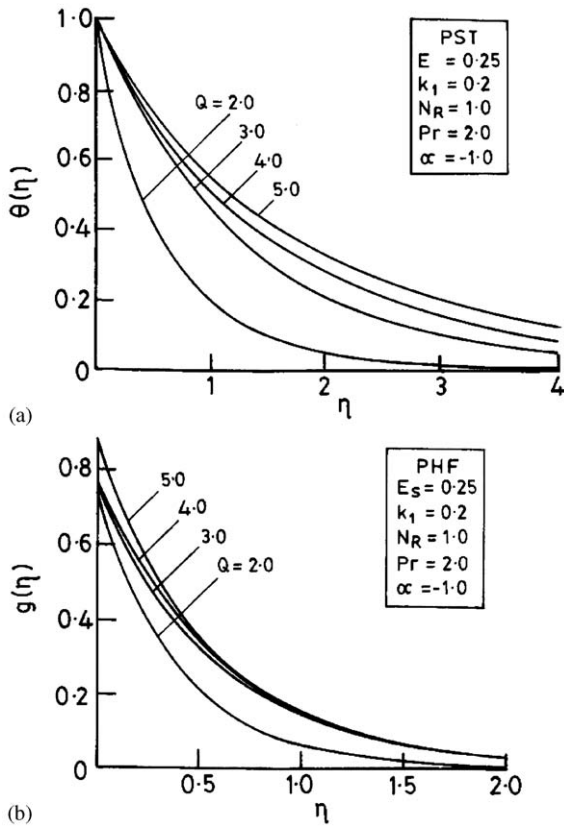 1·0
0·8
0·6
0·4
0·2
0
θ(η)
Q = 2·0
3·0
4·0
5·0
PST
E = 0·25
k₁ = 0·2
N_R = 1·0
Pr = 2·0
∝ = -1·0
1
2
3
4
η
(a)
0·8
0·6
0·4
0·2
0
g(η)
5·0
4·0
3·0
Q = 2·0
PHF
E_S = 0·25
k₁ = 0·2
N_R = 1·0
Pr = 2·0
∝ = -1·0
0·5
1·0
1·5
2·0
η
(b)